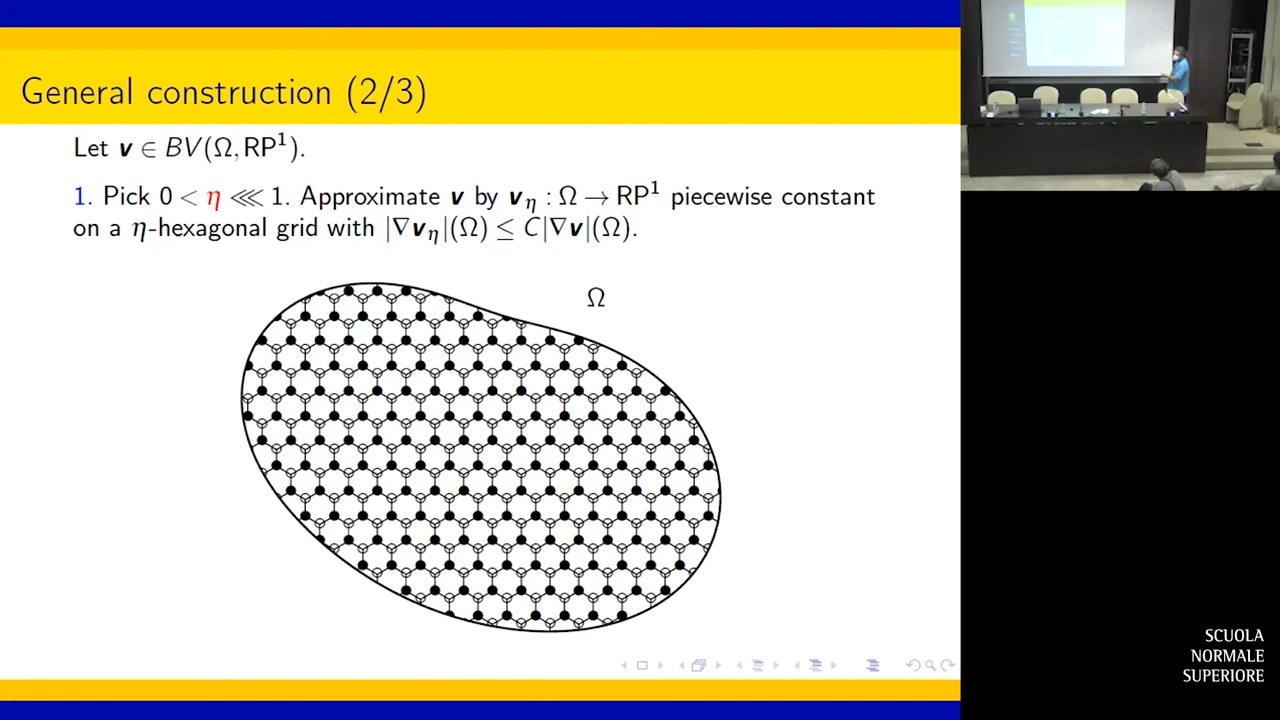 General construction (2/3)
Let v ∈ BV(Ω, RP¹).
1. Pick 0 < η ⋘ 1. Approximate v by v_η : Ω → RP¹ piecewise constant
on a η-hexagonal grid with |∇v_η|(Ω) ≤ C|∇v|(Ω).
Ω
SCUOLA
NORMALE
SUPERIORE